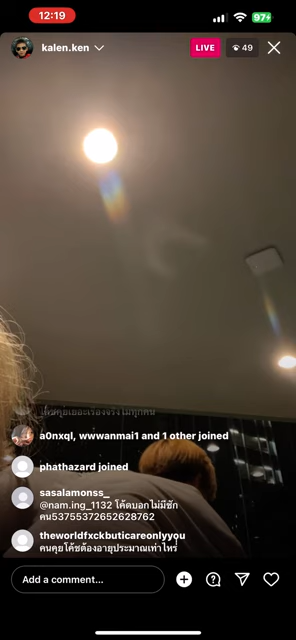 12:19
97
kalen.ken
LIVE
49
a0nxql, wwwanmai1 and 1 other joined
phathazard joined
sasalamonss_
@nam.ing_1132 โค้ดบอกไม่มีซัก
คน53755372652628762
theworldfxckbuticareonlyyou
คนคุยโค้ชต้องอายุประมาณเท่าไหร่
Add a comment...